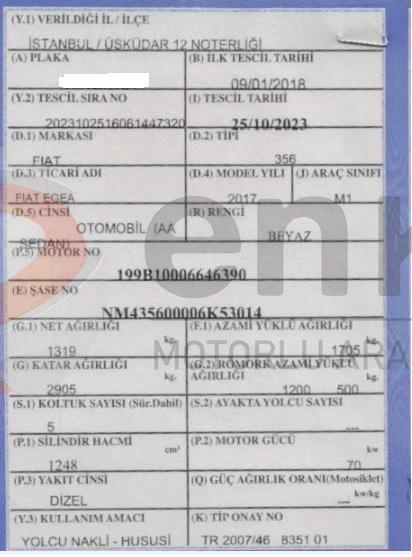 (Y.1) VERİLDİĞİ İL / İLÇE
İSTANBUL / ÜSKÜDAR 12 NOTERLİĞİ
(A) PLAKA (B) İLK TESCİL TARİHİ
09/01/2018
(Y.2) TESCİL SIRA NO (I) TESCİL TARİHİ
2023102516061447320 25/10/2023
(D.1) MARKASI (D.2) TİPİ
FIAT 356
(D.3) TİCARİ ADI (D.4) MODEL YILI (J) ARAÇ SINIFI
FIAT EGEA 2017 M1
(D.5) CİNSİ (R) RENGİ
OTOMOBİL (AA BEYAZ
SEDAN)
(P.5) MOTOR NO
199B10006646390
(E) ŞASE NO
NM435600006K53014
(G.1) NET AĞIRLIĞI (F.1) AZAMİ YÜKLÜ AĞIRLIĞI
1319 kg. 1705 kg.
MOTORLU ARA
(G) KATAR AĞIRLIĞI (G.2) RÖMORK AZAMİ YÜKLÜ
kg. AĞIRLIĞI kg.
2905 1200 500
(S.1) KOLTUK SAYISI (Sür.Dahil) (S.2) AYAKTA YOLCU SAYISI
5 ---
(P.1) SİLİNDİR HACMİ (P.2) MOTOR GÜCÜ
cm³ kw
1248 70
(P.3) YAKIT CİNSİ (Q) GÜÇ AĞIRLIK ORANI(Motosiklet)
DİZEL --- kw/kg
(Y.3) KULLANIM AMACI (K) TİP ONAY NO
YOLCU NAKLİ - HUSUSİ TR 2007/46 8351 01